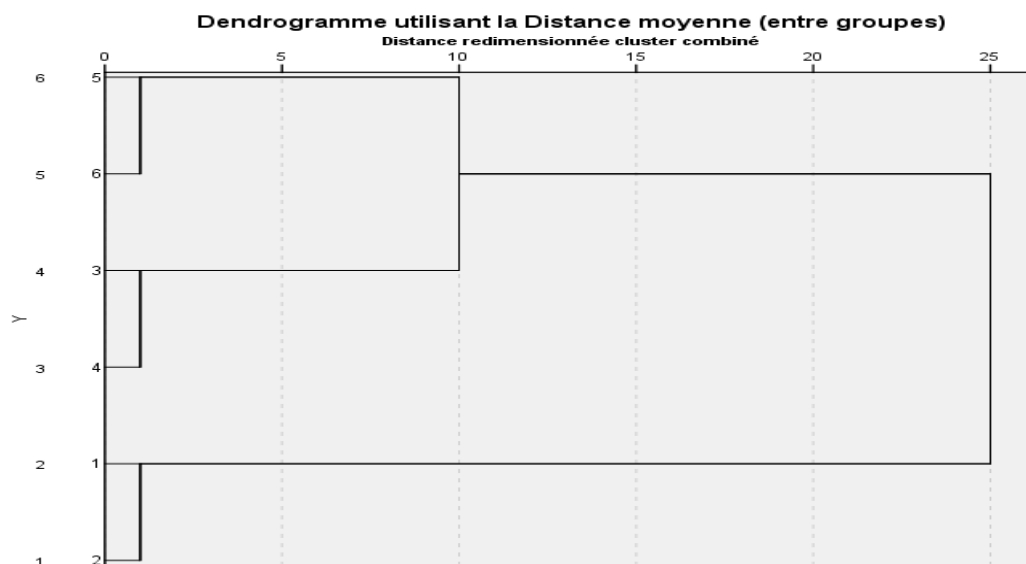 Dendrogramme utilisant la Distance moyenne (entre groupes)
Distance redimensionnée cluster combiné
0 5 10 15 20 25
6 5
5 6
4 3
Y
3 4
2 1
1 2